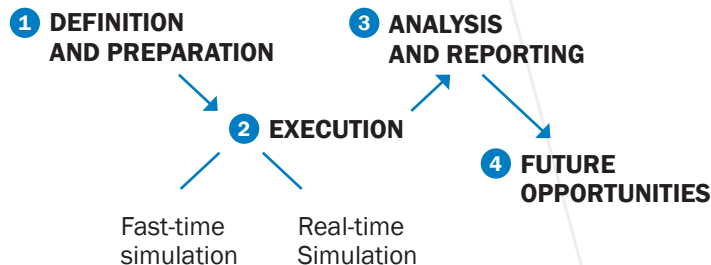 1 DEFINITION
AND PREPARATION
3 ANALYSIS
AND REPORTING
2 EXECUTION
4 FUTURE
OPPORTUNITIES
Fast-time
simulation
Real-time
Simulation